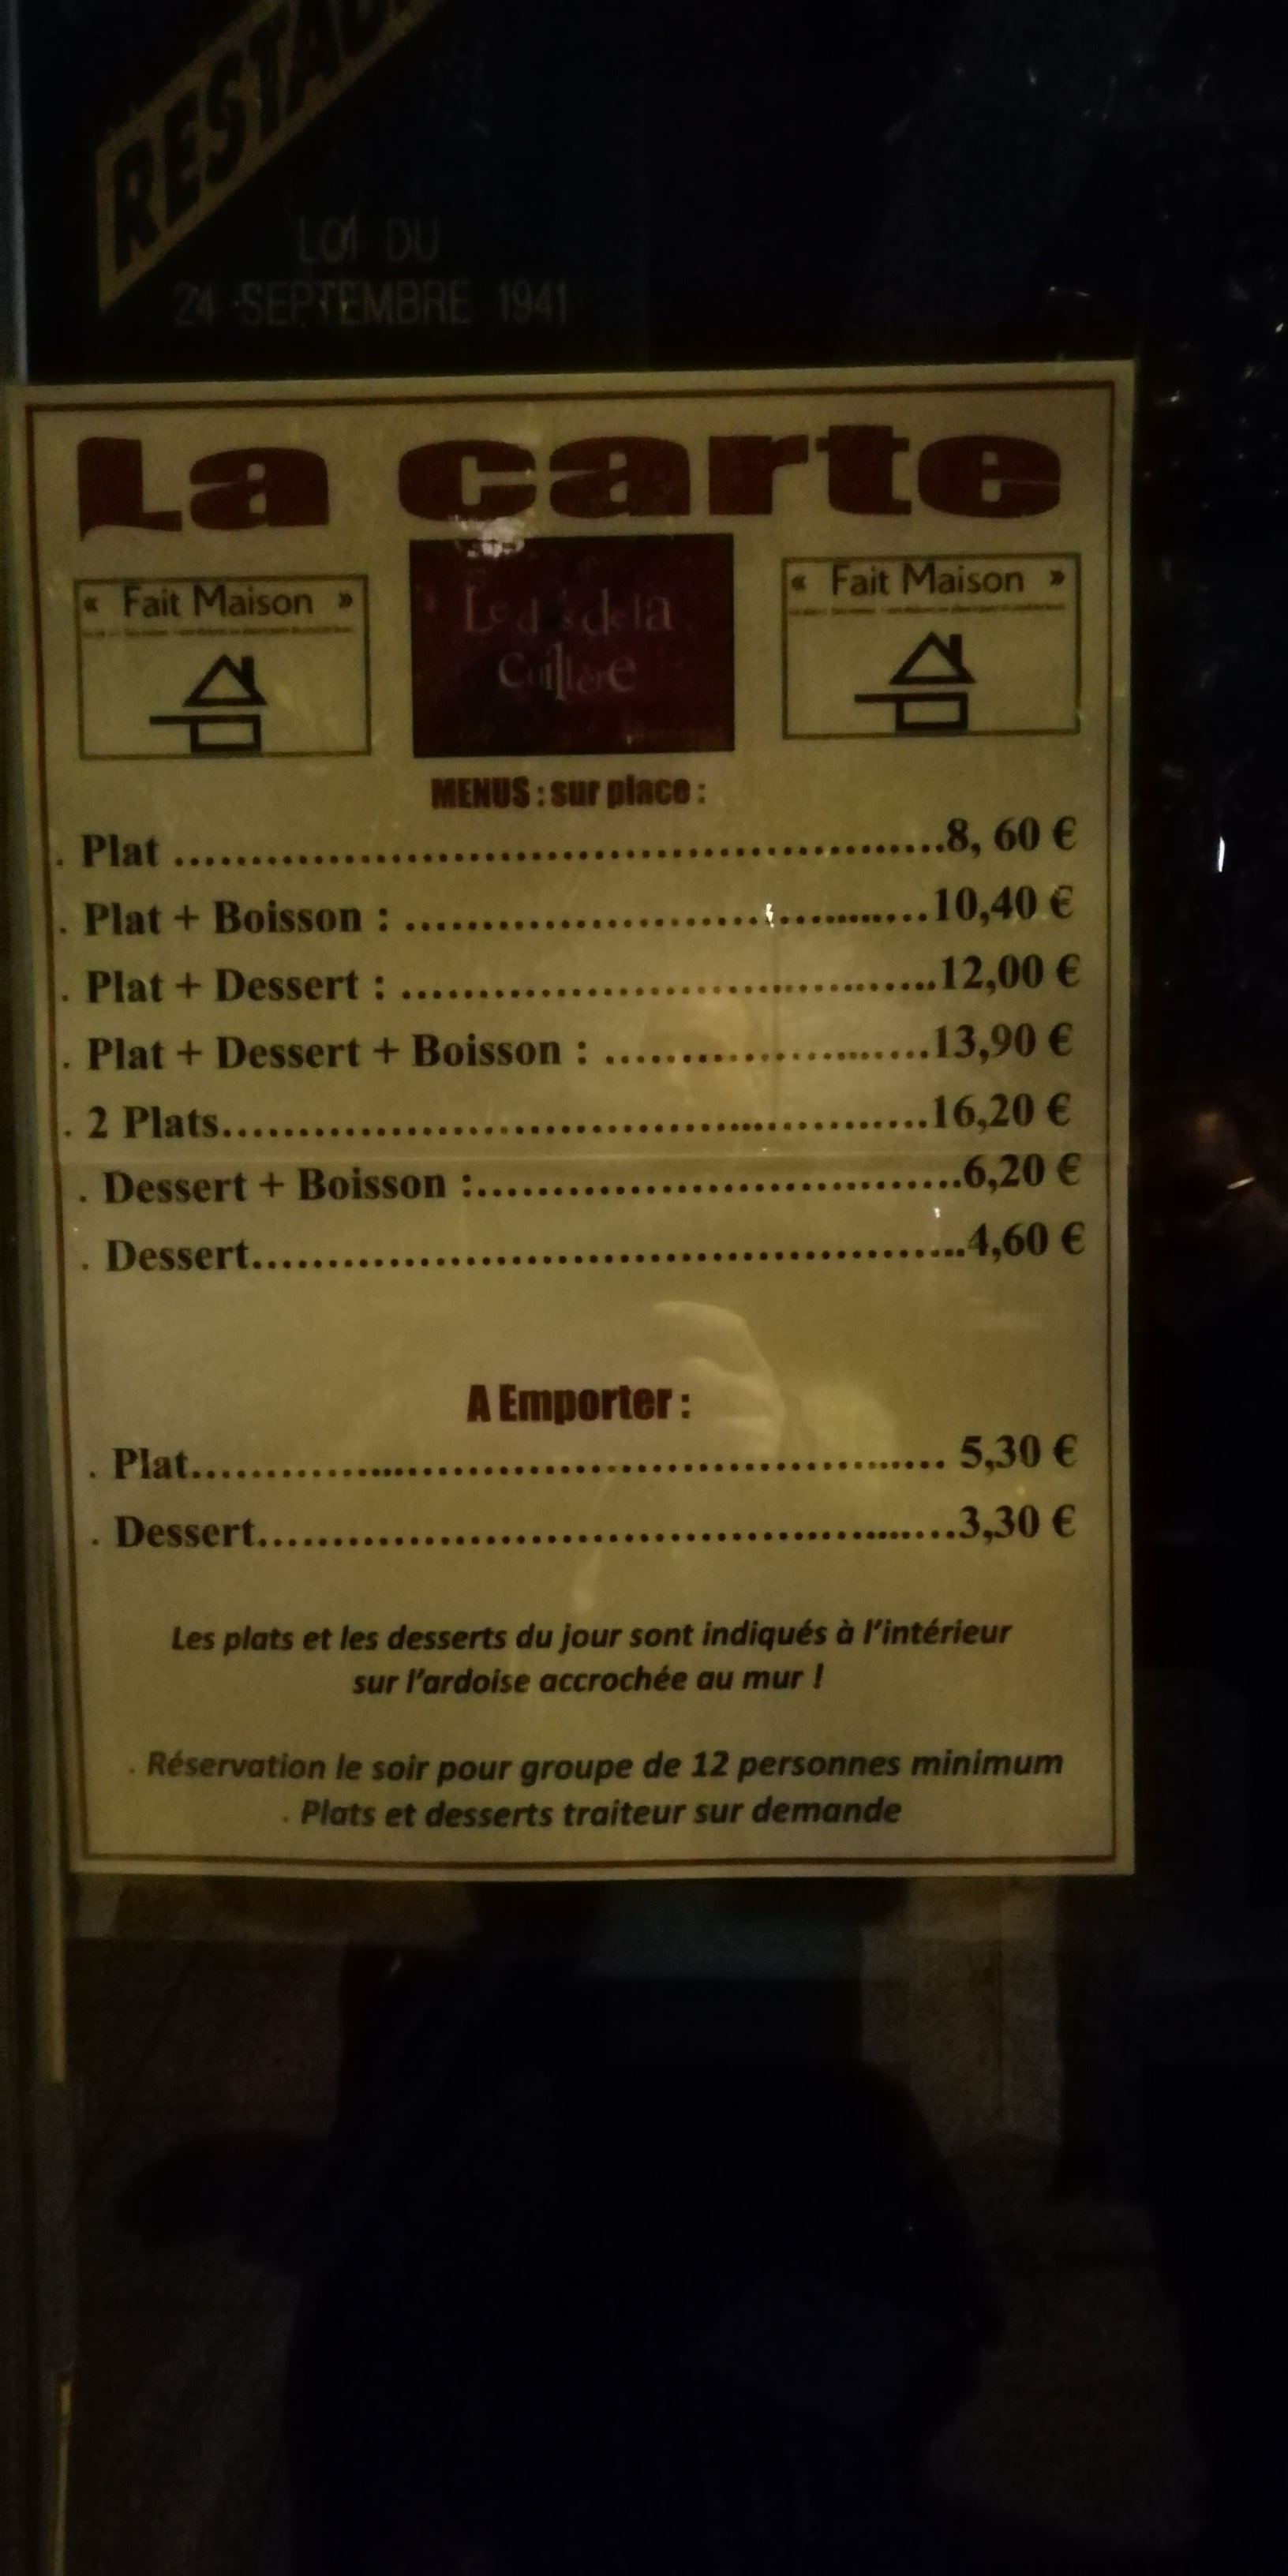 LOI DU
24 SEPTEMBRE 1941
La carte
« Fait Maison »
« Fait Maison »
Le d s de la
Cuillère
MENUS : sur place :
. Plat ........................................................8, 60 €
. Plat + Boisson : ........................................10,40 €
. Plat + Dessert : ........................................12,00 €
. Plat + Dessert + Boisson : ........................13,90 €
. 2 Plats......................................................16,20 €
. Dessert + Boisson :....................................6,20 €
. Dessert......................................................4,60 €
A Emporter :
. Plat........................................................ 5,30 €
. Dessert......................................................3,30 €
Les plats et les desserts du jour sont indiqués à l'intérieur
sur l'ardoise accrochée au mur !
. Réservation le soir pour groupe de 12 personnes minimum
. Plats et desserts traiteur sur demande